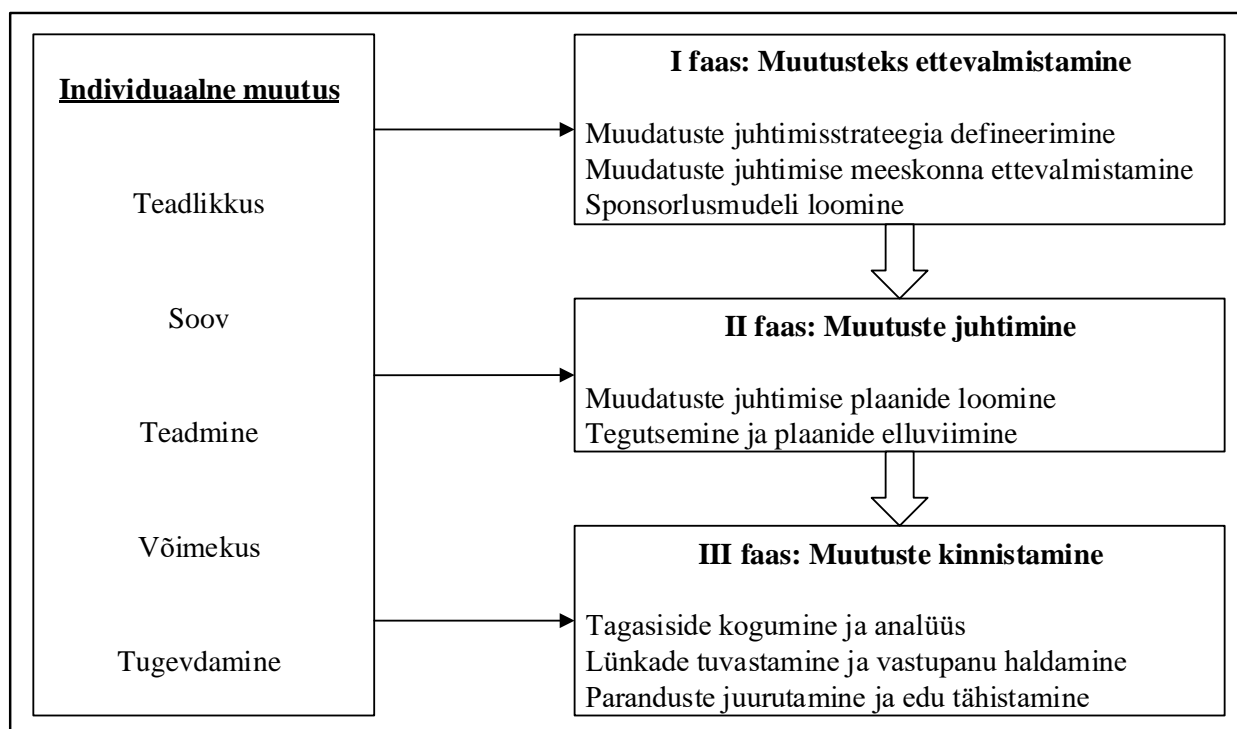 Individuaalne muutus
Teadlikkus
Soov
Teadmine
Võimekus
Tugevdamine
I faas: Muutusteks ettevalmistamine
Muudatuste juhtimisstrateegia defineerimine
Muudatuste juhtimise meeskonna ettevalmistamine
Sponsorlusmudeli loomine
II faas: Muutuste juhtimine
Muudatuste juhtimise plaanide loomine
Tegutsemine ja plaanide elluviimine
III faas: Muutuste kinnistamine
Tagasiside kogumine ja analüüs
Lünkade tuvastamine ja vastupanu haldamine
Paranduste juurutamine ja edu tähistamine